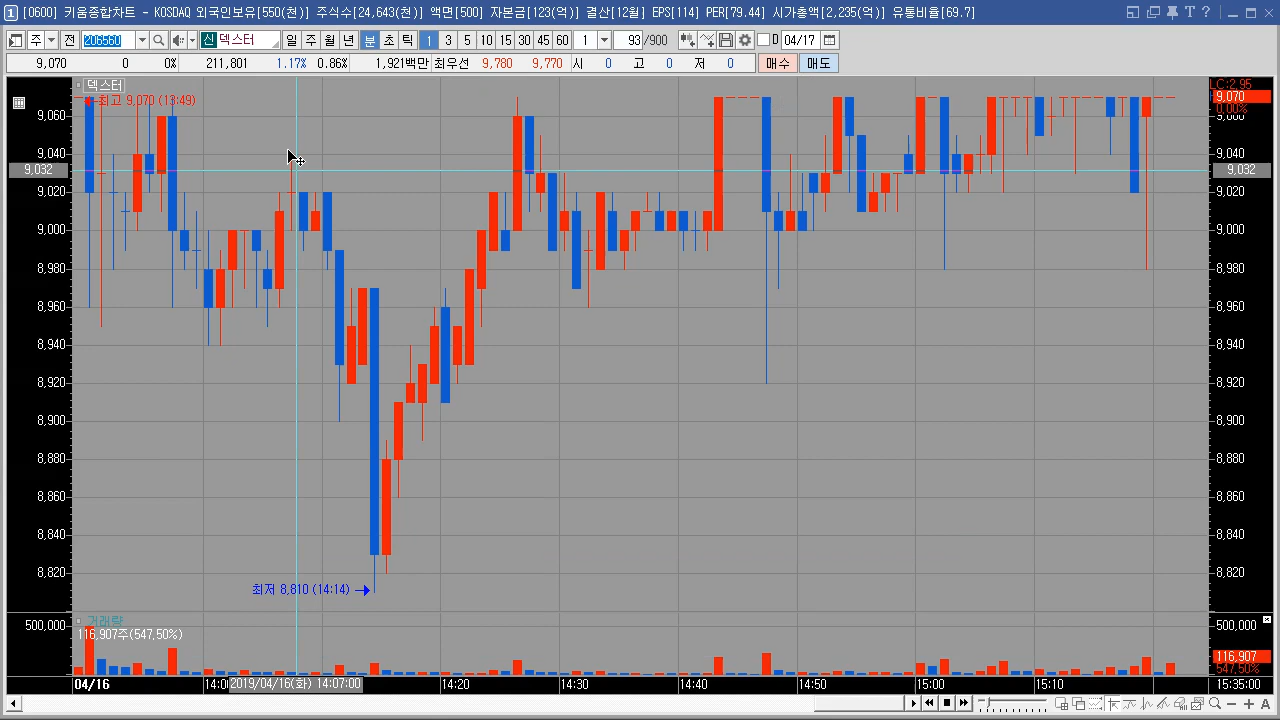 1 [0600] 키움종합차트 - KOSDAQ 외국인보유[550(천)] 주식수[24,643(천)] 액면[500] 자본금[123(억)] 결산[12월] EPS[114] PER[79.44] 시가총액[2,235(억)] 유통비율[69.7]
주 전 206560 신 덱스터 일 주 월 년 분 초 틱 1 3 5 10 15 30 45 60 1 93 /900 D 04/17
9,070 0 0% 211,801 1.17% 0.86% 1,921백만 최우선 9,780 9,770 시 0 고 0 저 0 매수 매도
덱스터
LC:2.95
최고 9,070 (13:49)
9,070
0.00%
9,060 9,060
9,040 9,040
9,032 9,032
9,020 9,020
9,000 9,000
8,980 8,980
8,960 8,960
8,940 8,940
8,920 8,920
8,900 8,900
8,880 8,880
8,860 8,860
8,840 8,840
8,820 8,820
최저 8,810 (14:14)
거래량
500,000 500,000
116,907주(547,50%)
116,907
547.50%
04/16 14:00 2019/04/16(화) 14:07:00 14:20 14:30 14:40 14:50 15:00 15:10 15:35:00
A